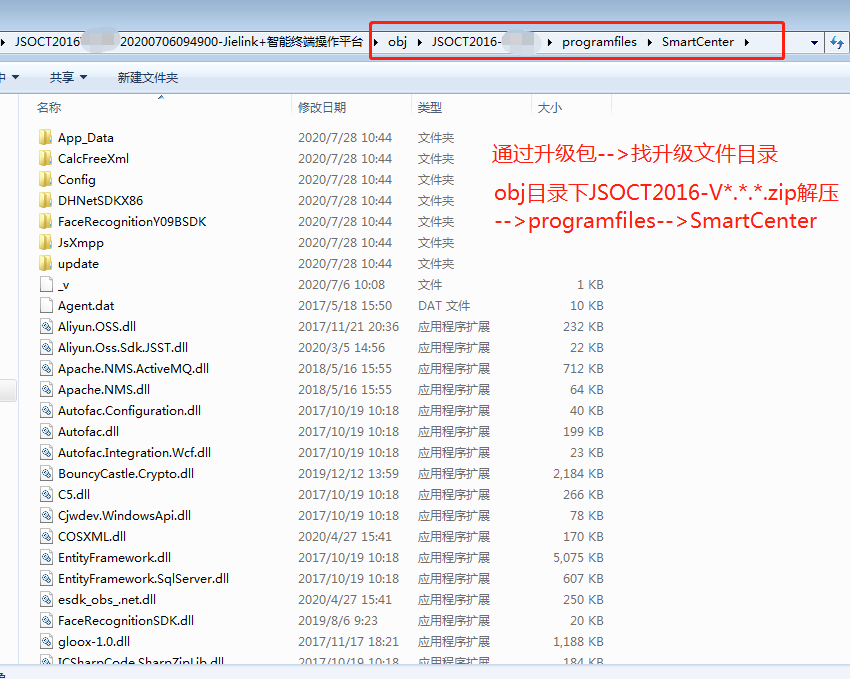 JSOCT2016 20200706094900-Jielink+智能终端操作平台 obj JSOCT2016- programfiles SmartCenter
中 共享 新建文件夹
名称 修改日期 类型 大小
App_Data 2020/7/28 10:44 文件夹
CalcFreeXml 2020/7/28 10:44 文件夹
Config 2020/7/28 10:44 文件夹
DHNetSDKX86 2020/7/28 10:44 文件夹
FaceRecognitionY09BSDK 2020/7/28 10:44 文件夹
JsXmpp 2020/7/28 10:44 文件夹
update 2020/7/28 10:44 文件夹
_v 2020/7/6 10:08 文件 1 KB
Agent.dat 2017/5/18 15:50 DAT 文件 10 KB
Aliyun.OSS.dll 2017/11/21 20:36 应用程序扩展 232 KB
Aliyun.Oss.Sdk.JSST.dll 2020/3/5 14:56 应用程序扩展 22 KB
Apache.NMS.ActiveMQ.dll 2018/5/16 15:55 应用程序扩展 712 KB
Apache.NMS.dll 2018/5/16 15:55 应用程序扩展 64 KB
Autofac.Configuration.dll 2017/10/19 10:18 应用程序扩展 40 KB
Autofac.dll 2017/10/19 10:18 应用程序扩展 199 KB
Autofac.Integration.Wcf.dll 2017/10/19 10:18 应用程序扩展 23 KB
BouncyCastle.Crypto.dll 2019/12/12 13:59 应用程序扩展 2,184 KB
C5.dll 2017/10/19 10:18 应用程序扩展 266 KB
Cjwdev.WindowsApi.dll 2017/10/19 10:18 应用程序扩展 78 KB
COSXML.dll 2020/4/27 15:41 应用程序扩展 170 KB
EntityFramework.dll 2017/10/19 10:18 应用程序扩展 5,075 KB
EntityFramework.SqlServer.dll 2017/10/19 10:18 应用程序扩展 607 KB
esdk_obs_.net.dll 2020/4/27 15:41 应用程序扩展 250 KB
FaceRecognitionSDK.dll 2019/8/6 9:23 应用程序扩展 20 KB
gloox-1.0.dll 2017/11/17 18:21 应用程序扩展 1,188 KB
ICSharpCode.SharpZipLib.dll 2017/10/19 10:18 应用程序扩展 184 KB
通过升级包-->找升级文件目录
obj目录下JSOCT2016-V*.*.*.zip解压
-->programfiles-->SmartCenter